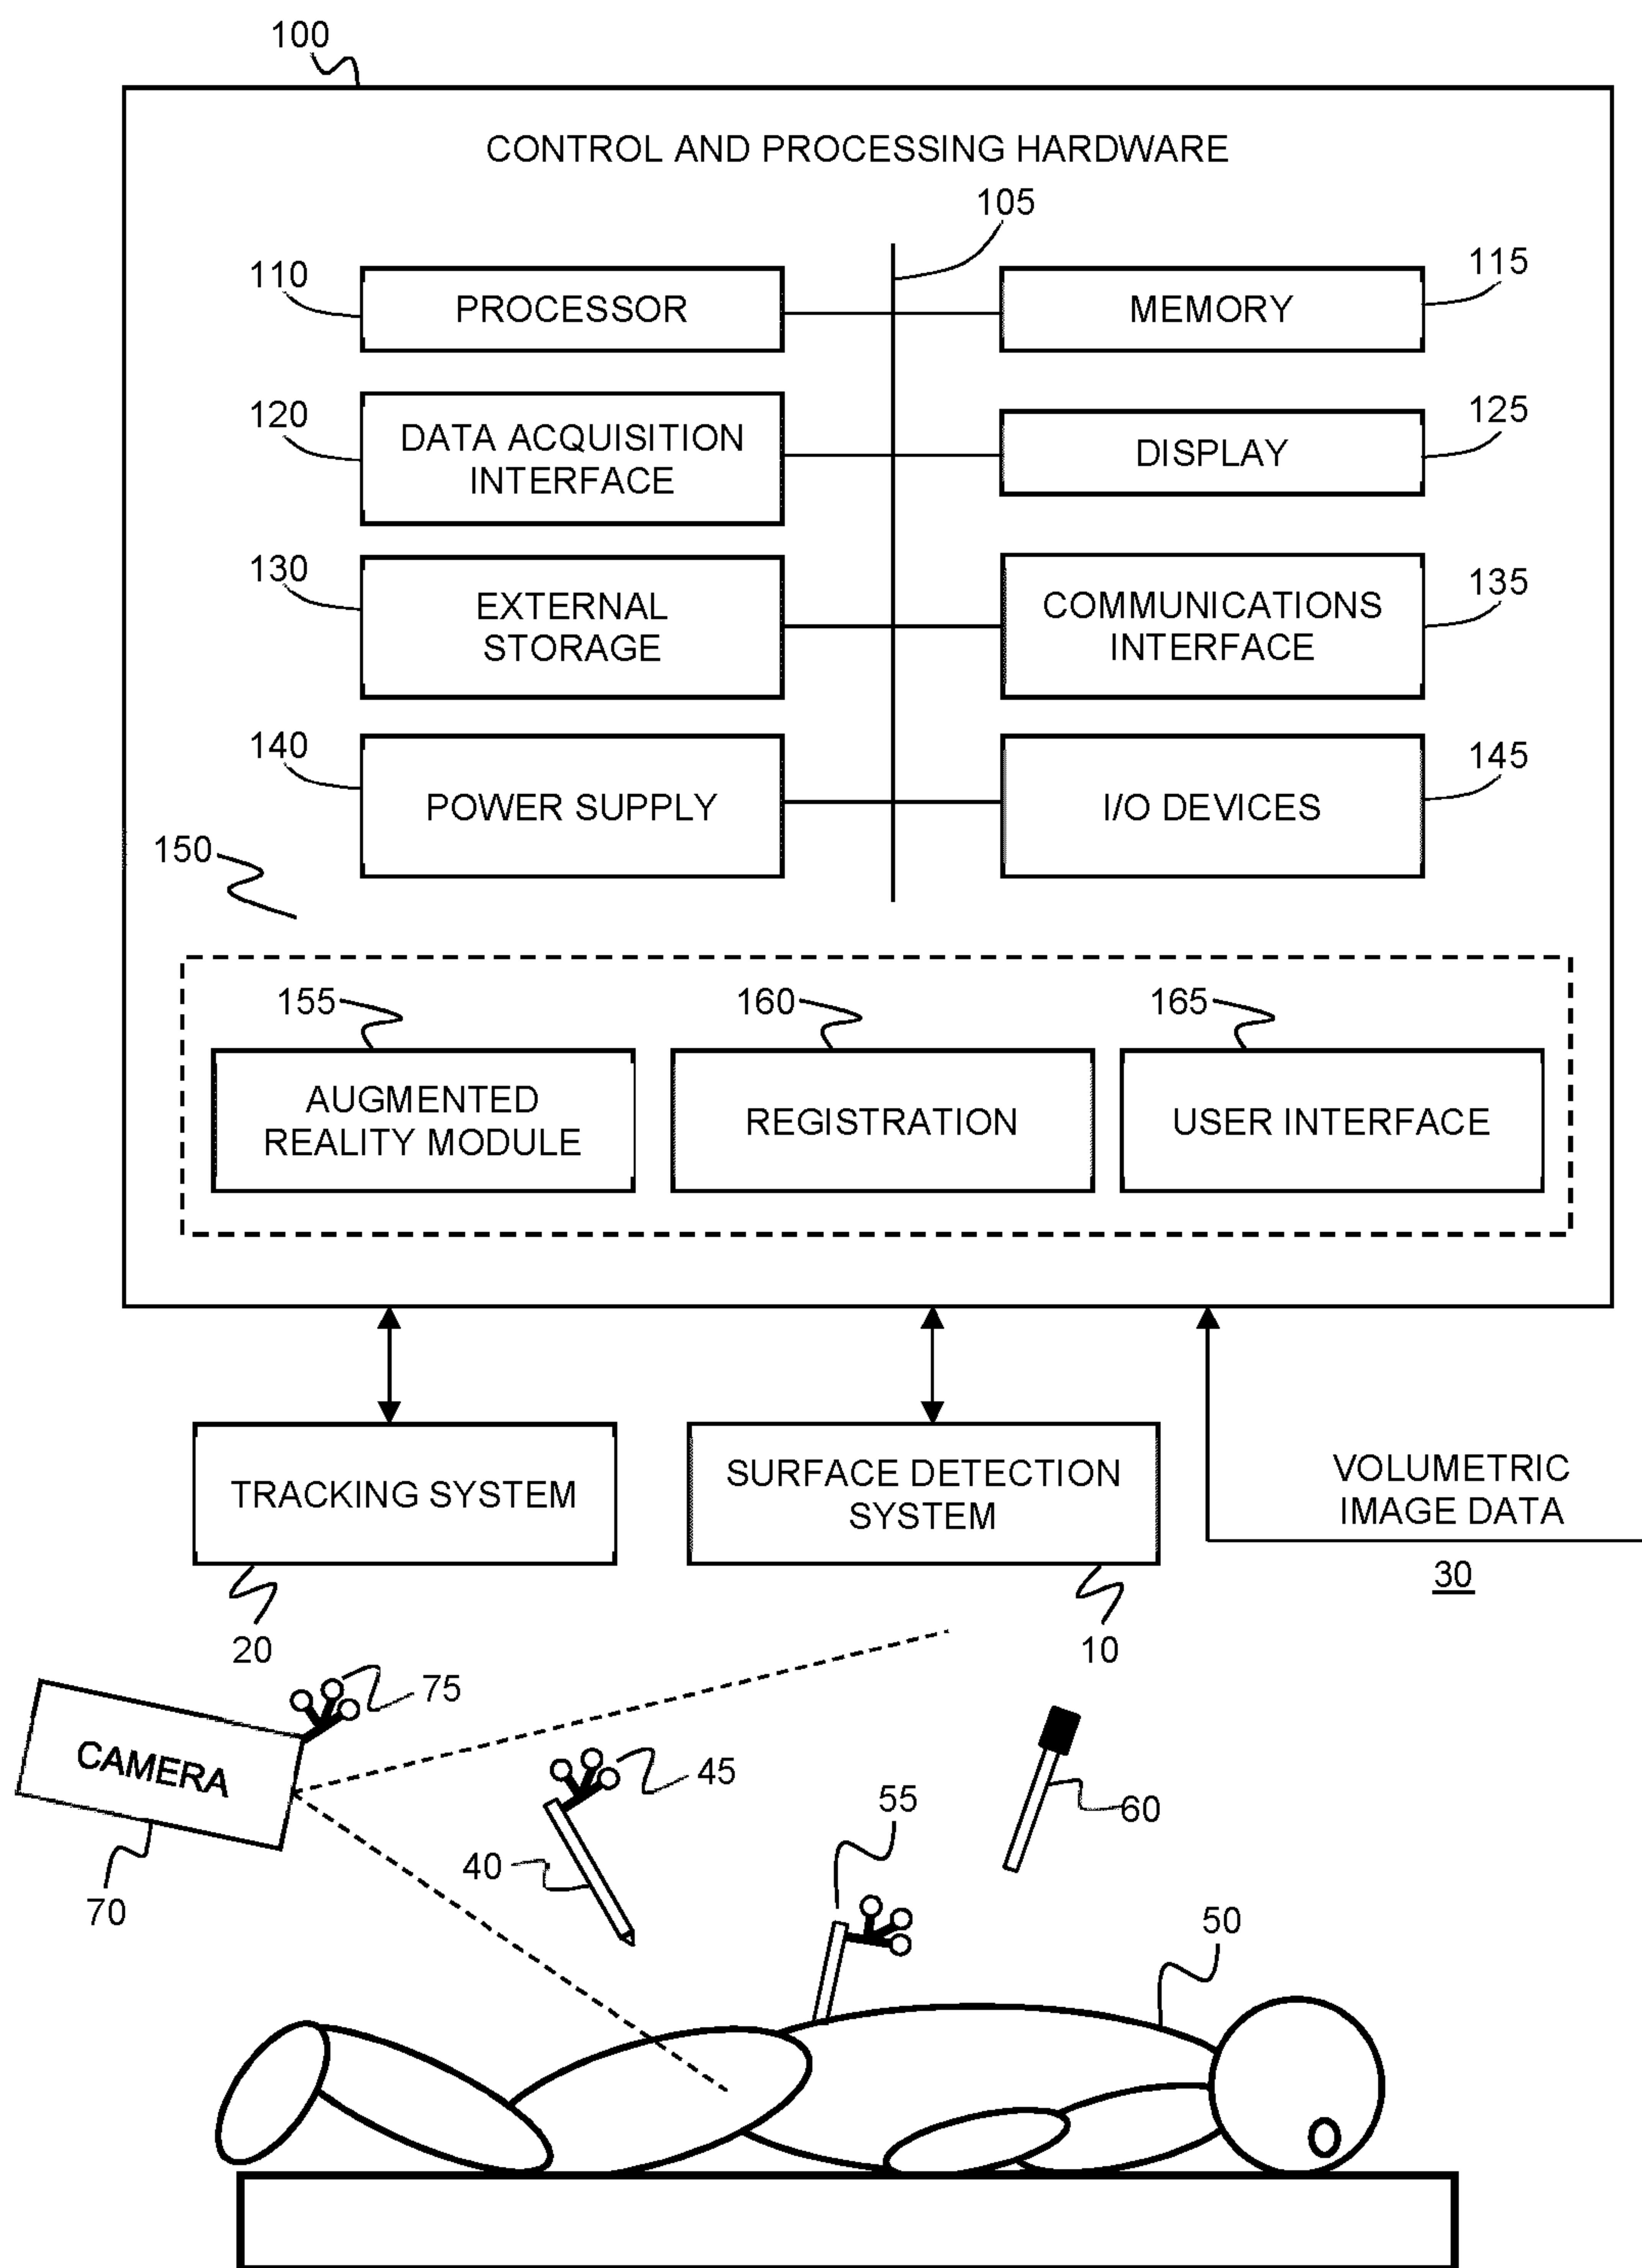 100
CONTROL AND PROCESSING HARDWARE
105
110
PROCESSOR
MEMORY
115
120
DATA ACQUISITION
INTERFACE
DISPLAY
125
130
EXTERNAL
STORAGE
COMMUNICATIONS
INTERFACE
135
140
POWER SUPPLY
I/O DEVICES
145
150
155
160
165
AUGMENTED
REALITY MODULE
REGISTRATION
USER INTERFACE
TRACKING SYSTEM
SURFACE DETECTION
SYSTEM
VOLUMETRIC
IMAGE DATA
30
20
10
75
CAMERA
45
55
60
40
70
50